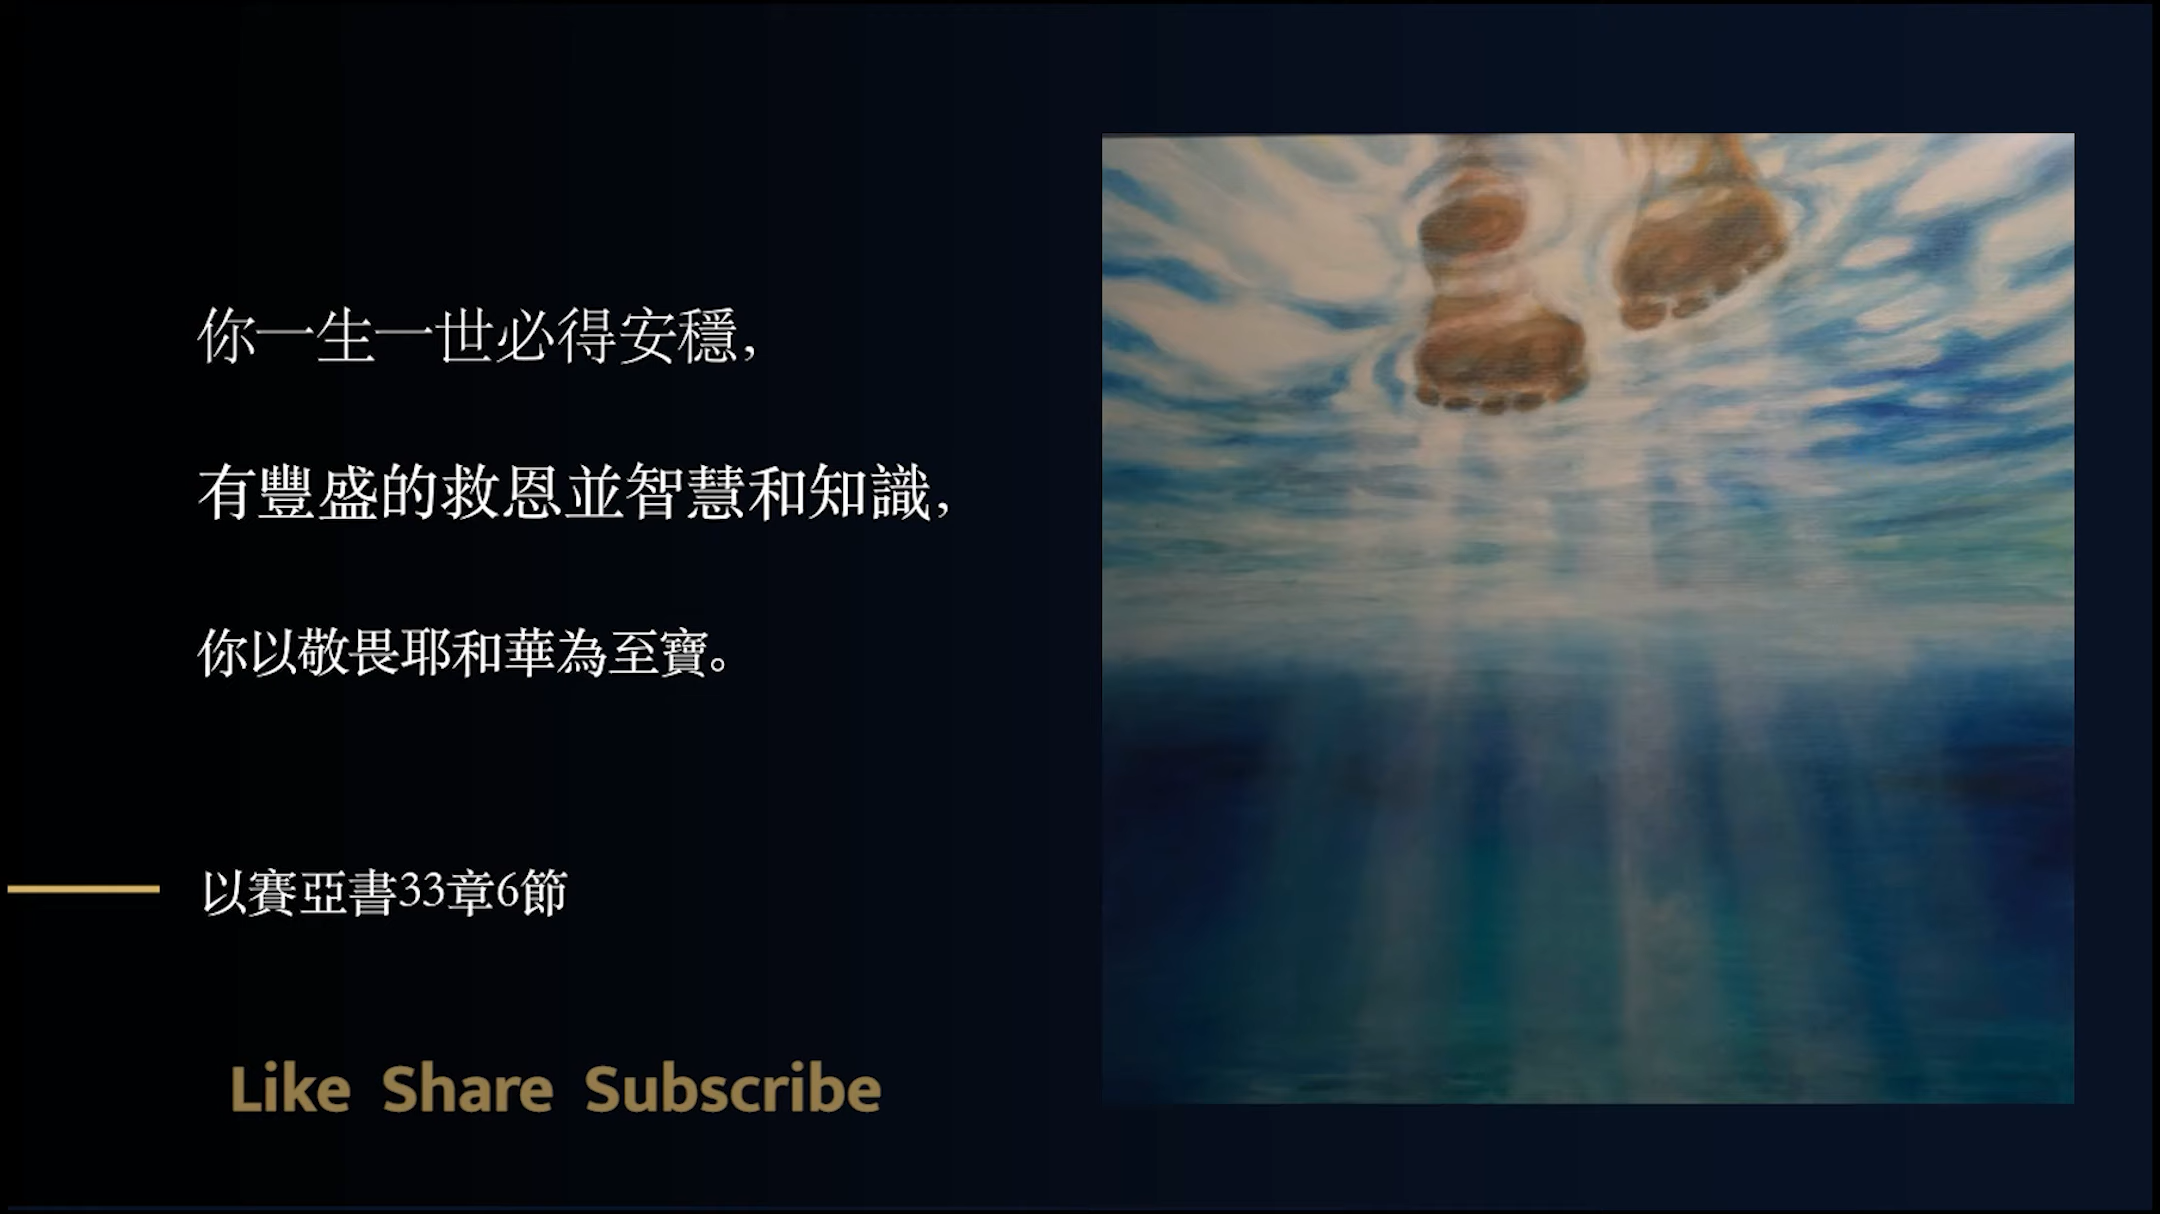 你一生一世必得安穩,
有豐盛的救恩並智慧和知識,
你以敬畏耶和華為至寶。
以賽亞書33章6節
Like Share Subscribe